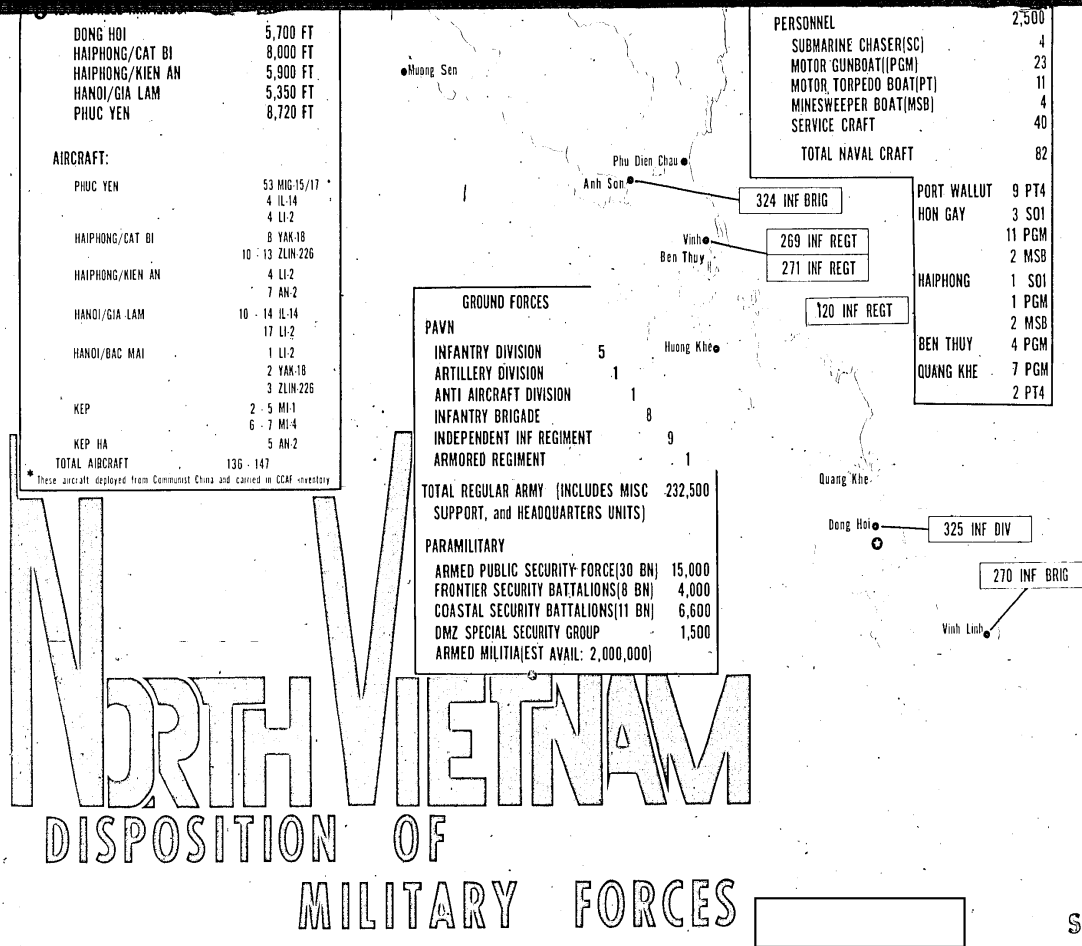 DONG HOI 5,700 FT
HAIPHONG/CAT BI 8,000 FT
HAIPHONG/KIEN AN 5,900 FT
HANOI/GIA LAM 5,350 FT
PHUC YEN 8,720 FT
AIRCRAFT:
PHUC YEN 53 MIG-15/17 *
4 IL-14
4 LI-2
HAIPHONG/CAT BI 8 YAK-18
10 - 13 ZLIN-226
HAIPHONG/KIEN AN 4 LI-2
7 AN-2
HANOI/GIA LAM 10 - 14 IL-14
17 LI-2
HANOI/BAC MAI 1 LI-2
2 YAK-18
3 ZLIN-226
KEP 2 - 5 MI-1
6 - 7 MI-4
KEP HA 5 AN-2
TOTAL AIRCRAFT 136 - 147
* These aircraft deployed from Communist China and carried in CCAF inventory
Muong Sen
Phu Dien Chau
Anh Son
324 INF BRIG
Vinh
Ben Thuy
269 INF REGT
271 INF REGT
120 INF REGT
Huong Khe
Quang Khe
Dong Hoi
325 INF DIV
270 INF BRIG
Vinh Linh
GROUND FORCES
PAVN
INFANTRY DIVISION 5
ARTILLERY DIVISION 1
ANTI AIRCRAFT DIVISION 1
INFANTRY BRIGADE 8
INDEPENDENT INF REGIMENT 9
ARMORED REGIMENT 1
TOTAL REGULAR ARMY (INCLUDES MISC 232,500
SUPPORT, and HEADQUARTERS UNITS)
PARAMILITARY
ARMED PUBLIC SECURITY FORCE(30 BN) 15,000
FRONTIER SECURITY BATTALIONS(8 BN) 4,000
COASTAL SECURITY BATTALIONS(11 BN) 6,600
DMZ SPECIAL SECURITY GROUP 1,500
ARMED MILITIA(EST AVAIL: 2,000,000)
PERSONNEL 2,500
SUBMARINE CHASER(SC) 4
MOTOR GUNBOAT((PGM) 23
MOTOR TORPEDO BOAT(PT) 11
MINESWEEPER BOAT(MSB) 4
SERVICE CRAFT 40
TOTAL NAVAL CRAFT 82
PORT WALLUT 9 PT4
HON GAY 3 SO1
11 PGM
2 MSB
HAIPHONG 1 SO1
1 PGM
2 MSB
BEN THUY 4 PGM
QUANG KHE 7 PGM
2 PT4
NORTH VIETNAM
DISPOSITION OF
MILITARY FORCES
S